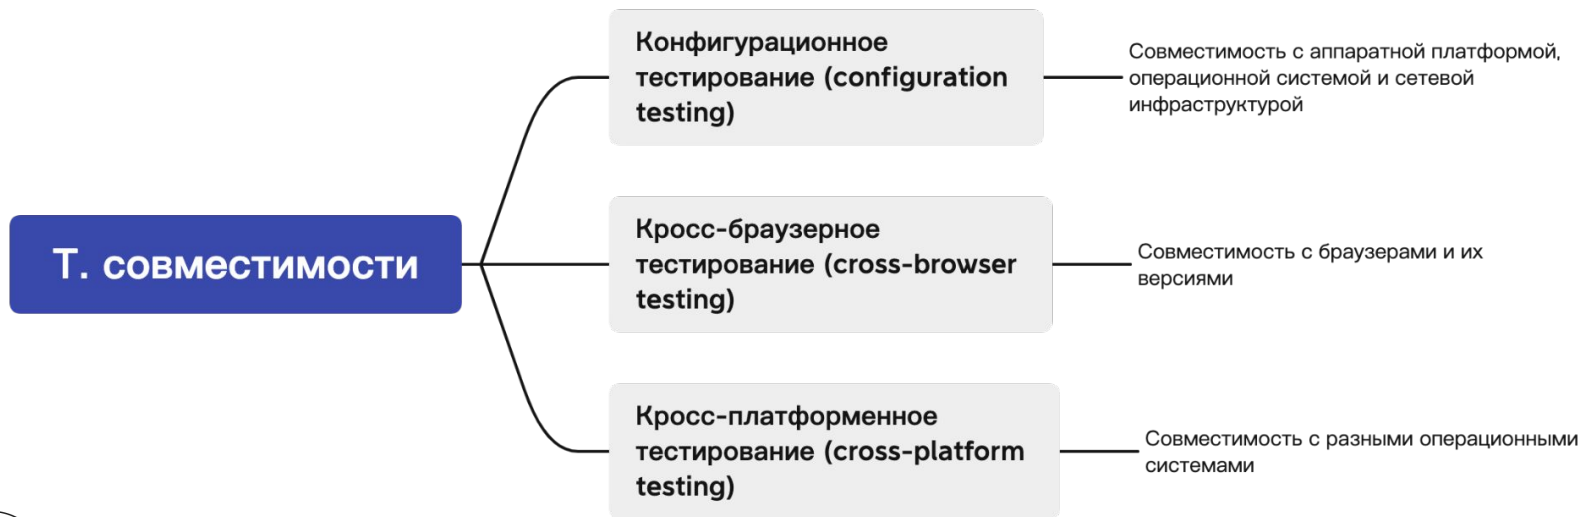 Т. совместимости
Конфигурационное
тестирование (configuration
testing)
Совместимость с аппаратной платформой,
операционной системой и сетевой
инфраструктурой
Кросс-браузерное
тестирование (cross-browser
testing)
Совместимость с браузерами и их
версиями
Кросс-платформенное
тестирование (cross-platform
testing)
Совместимость с разными операционными
системами